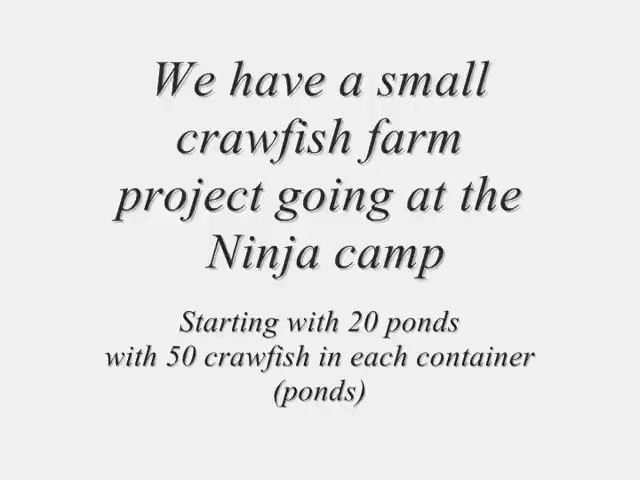 We have a small
crawfish farm
project going at the
Ninja camp
Starting with 20 ponds
with 50 crawfish in each container
(ponds)